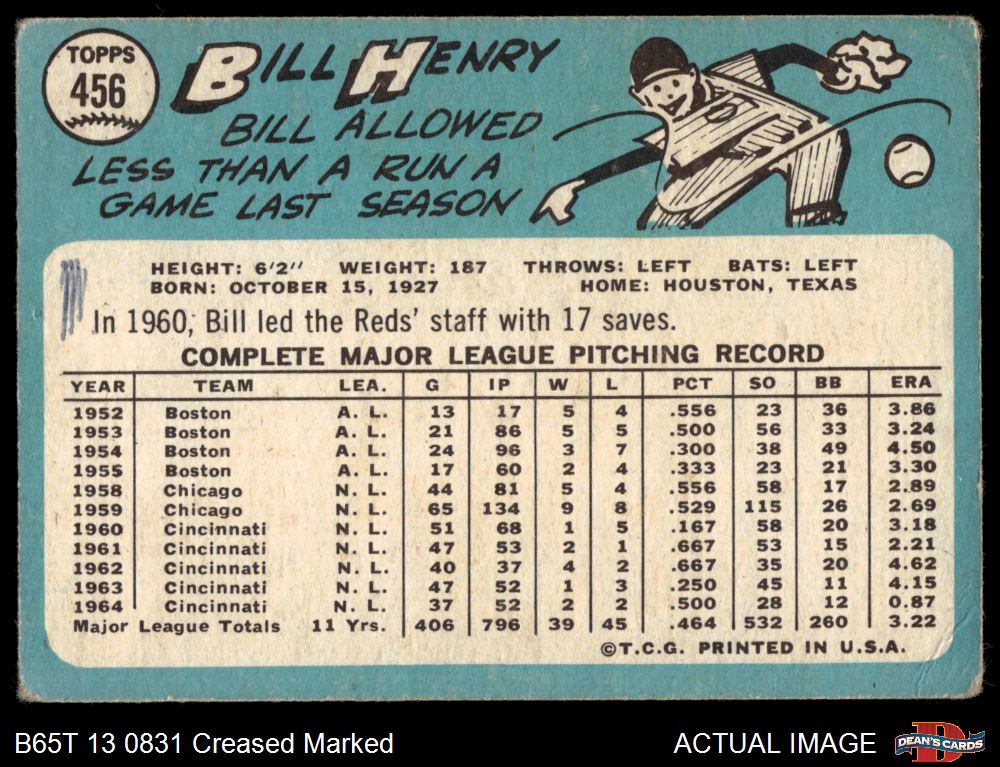 TOPPS
456
BILL HENRY
BILL ALLOWED
LESS THAN A RUN A
GAME LAST SEASON
HEIGHT: 6'2" WEIGHT: 187 THROWS: LEFT BATS: LEFT
BORN: OCTOBER 15, 1927 HOME: HOUSTON, TEXAS
In 1960, Bill led the Reds' staff with 17 saves.
COMPLETE MAJOR LEAGUE PITCHING RECORD
YEAR TEAM LEA. G IP W L PCT SO BB ERA
1952 Boston A. L. 13 17 5 4 .556 23 36 3.86
1953 Boston A. L. 21 86 5 5 .500 56 33 3.24
1954 Boston A. L. 24 96 3 7 .300 38 49 4.50
1955 Boston A. L. 17 60 2 4 .333 23 21 3.30
1958 Chicago N. L. 44 81 5 4 .556 58 17 2.89
1959 Chicago N. L. 65 134 9 8 .529 115 26 2.69
1960 Cincinnati N. L. 51 68 1 5 .167 58 20 3.18
1961 Cincinnati N. L. 47 53 2 1 .667 53 15 2.21
1962 Cincinnati N. L. 40 37 4 2 .667 35 20 4.62
1963 Cincinnati N. L. 47 52 1 3 .250 45 11 4.15
1964 Cincinnati N. L. 37 52 2 2 .500 28 12 0.87
Major League Totals 11 Yrs. 406 796 39 45 .464 532 260 3.22
©T.C.G. PRINTED IN U.S.A.
B65T 13 0831 Creased Marked
ACTUAL IMAGE
DEAN'S CARDS